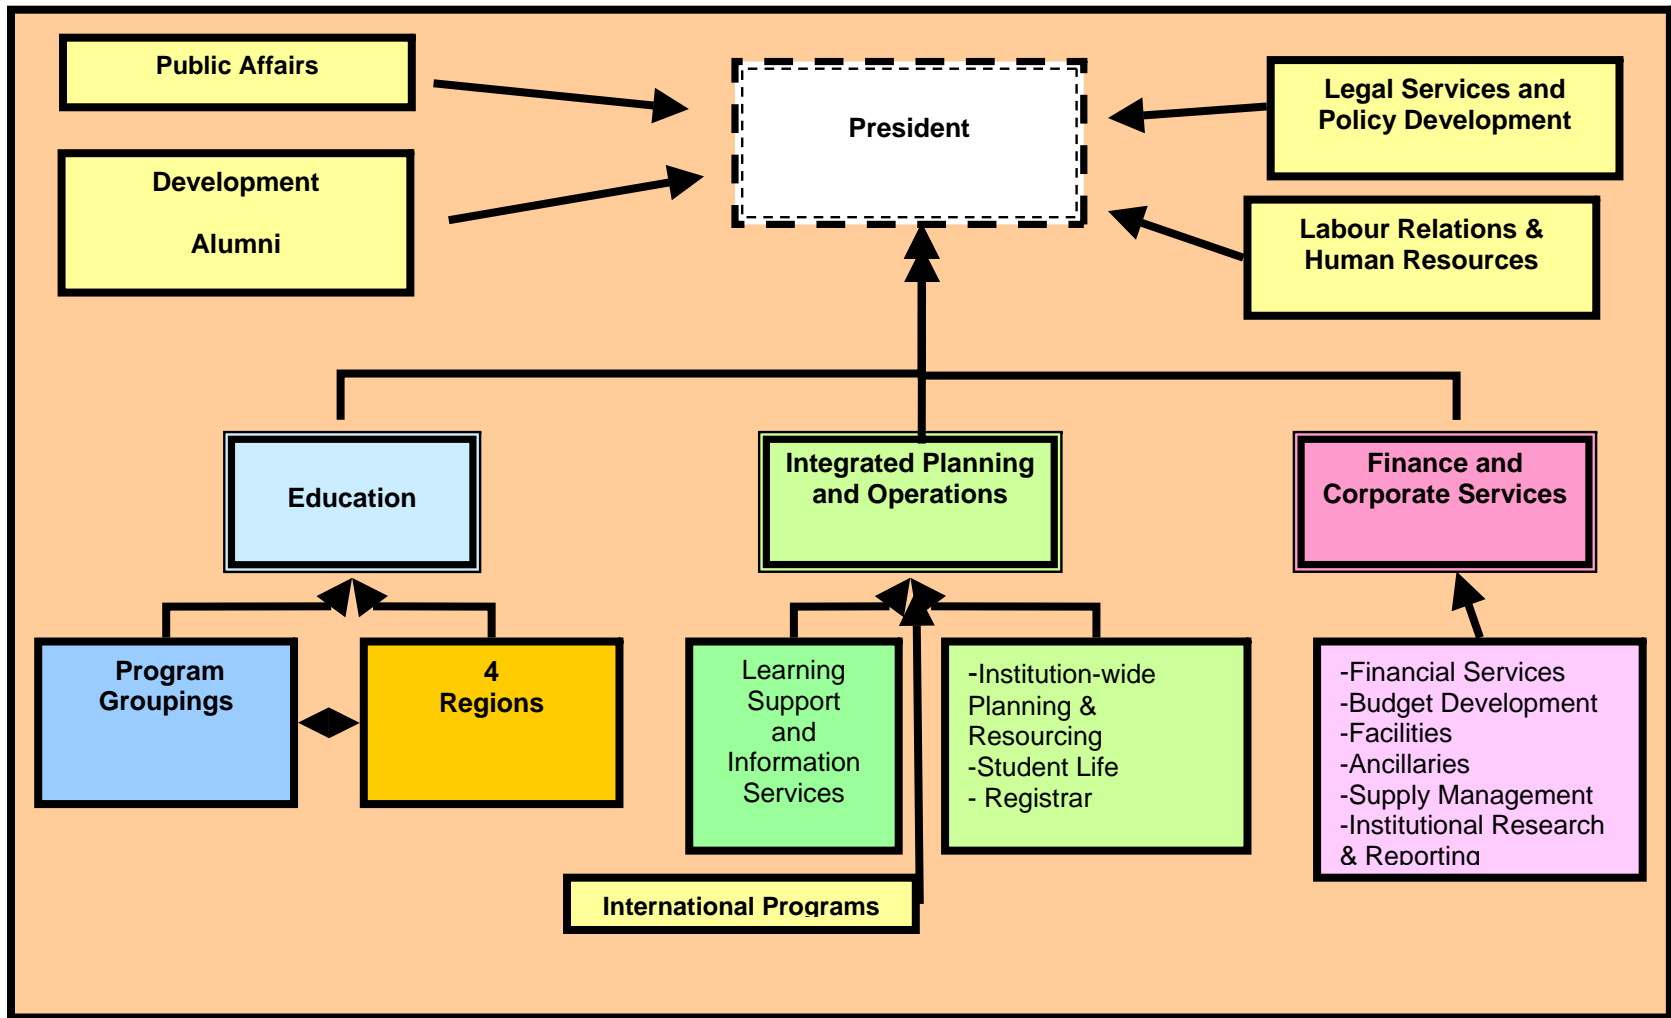 Public Affairs
President
Legal Services and
Policy Development
Development
Alumni
Labour Relations &
Human Resources
Education
Integrated Planning
and Operations
Finance and
Corporate Services
Program
Groupings
4
Regions
Learning
Support
and
Information
Services
-Institution-wide
Planning &
Resourcing
-Student Life
- Registrar
-Financial Services
-Budget Development
-Facilities
-Ancillaries
-Supply Management
-Institutional Research
& Reporting
International Programs